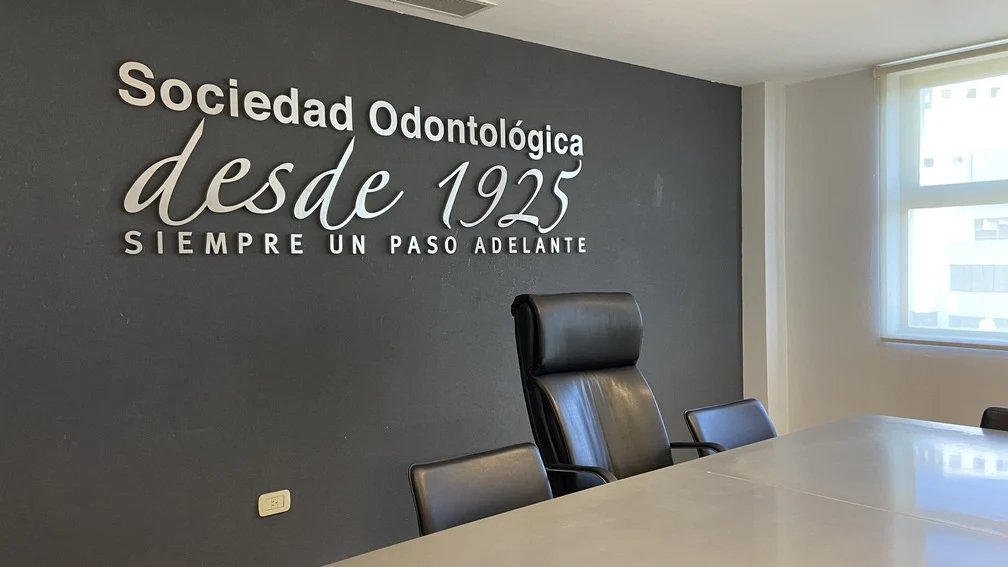 Sociedad Odontológica
desde 1925
SIEMPRE UN PASO ADELANTE